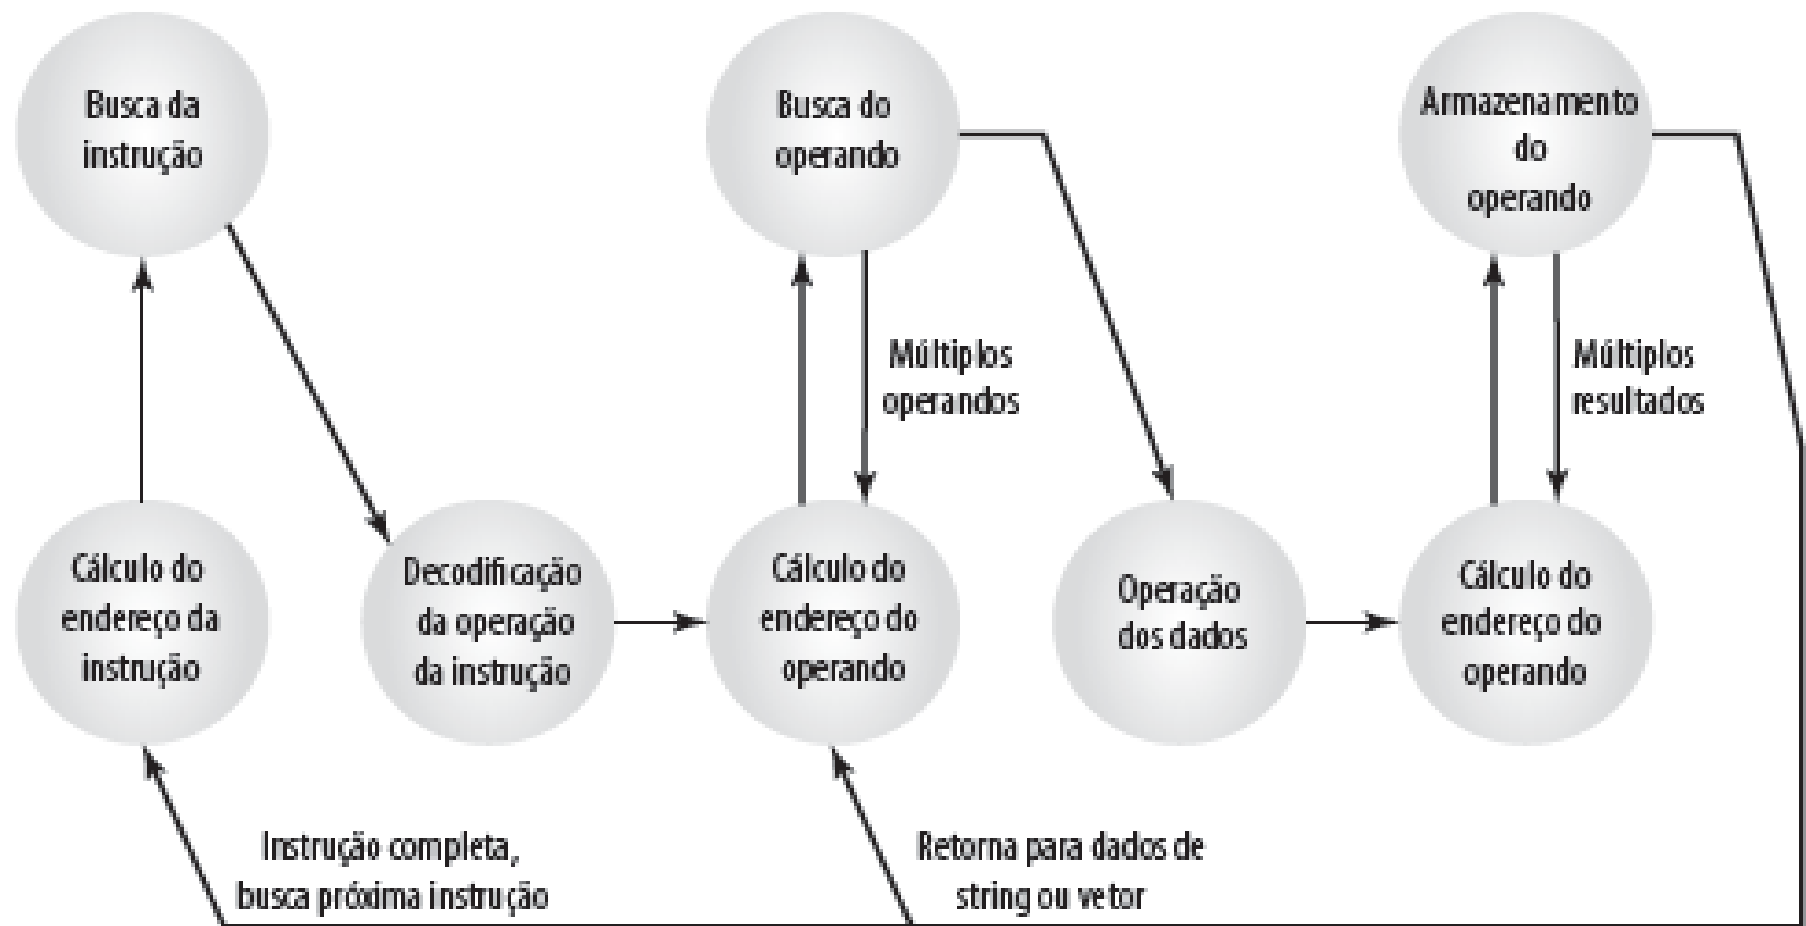 Busca da
instrução
Busca do
operando
Armazenamento
do
operando
Múltiplos
operandos
Múltiplos
resultados
Cálculo do
endereço da
instrução
Decodificação
da operação
da instrução
Cálculo do
endereço do
operando
Operação
dos dados
Cálculo do
endereço do
operando
Instrução completa,
busca próxima instrução
Retorna para dados de
string ou vetor